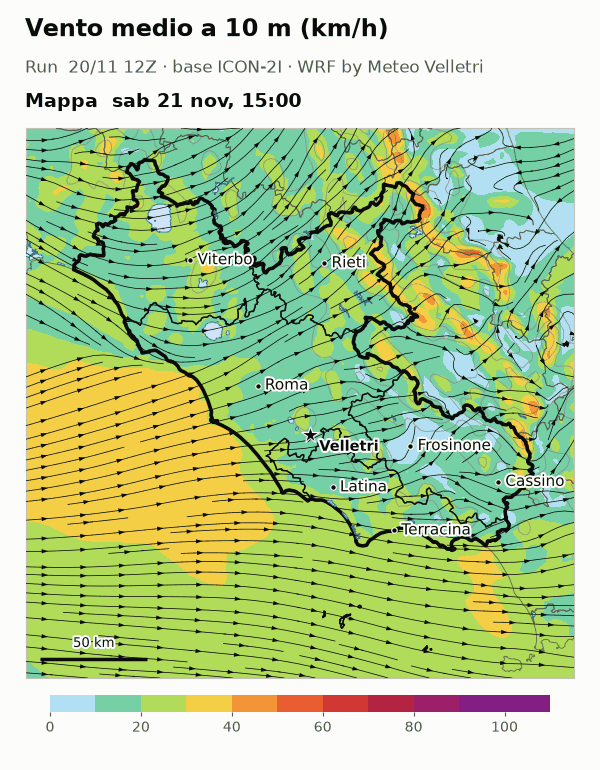 Vento medio a 10 m (km/h)
Run 20/11 12Z · base ICON-2I · WRF by Meteo Velletri
Mappa sab 21 nov, 15:00
Viterbo
Rieti
Roma
Velletri
Frosinone
Latina
Cassino
Terracina
50 km
0 20 40 60 80 100